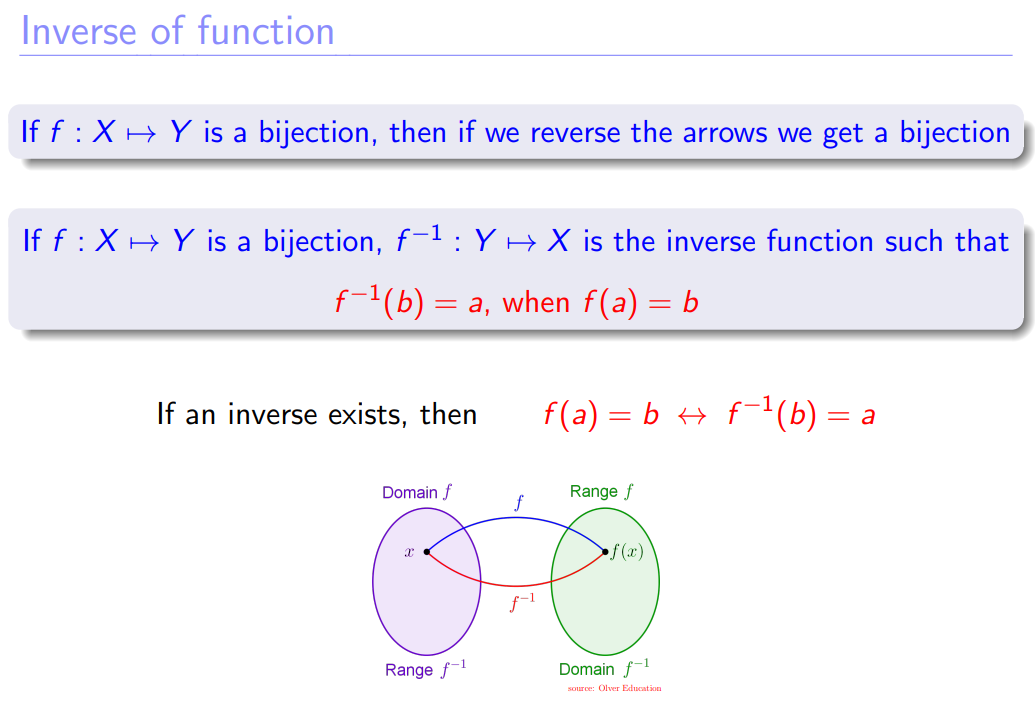 Inverse of function
If f : X ↦ Y is a bijection, then if we reverse the arrows we get a bijection
If f : X ↦ Y is a bijection, f⁻¹ : Y ↦ X is the inverse function such that
f⁻¹(b) = a, when f(a) = b
If an inverse exists, then f(a) = b ↔ f⁻¹(b) = a
Domain f
f
Range f
x
f(x)
f⁻¹
Range f⁻¹
Domain f⁻¹
source: Olver Education